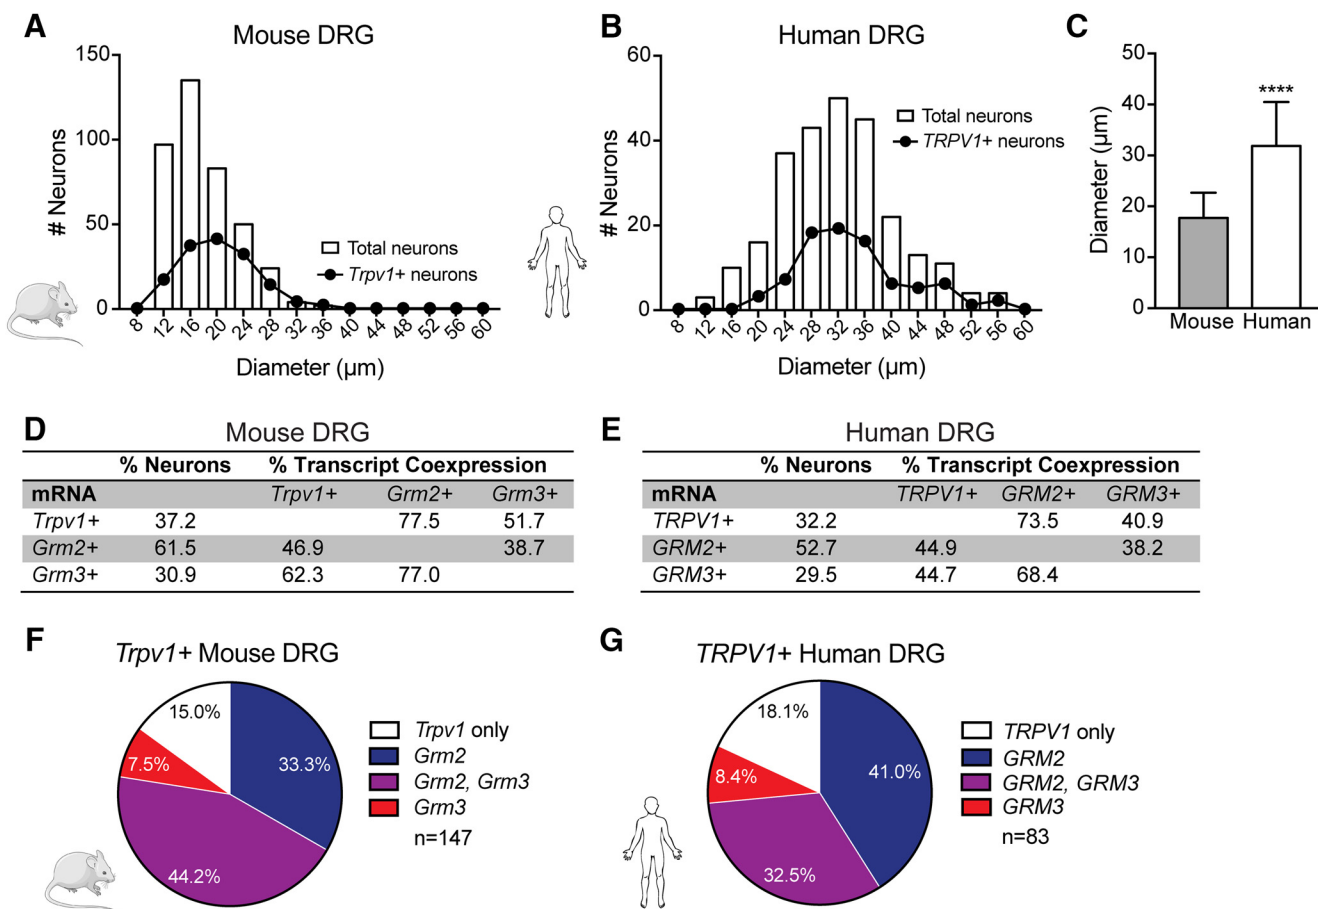 A
Mouse DRG
# Neurons
150
100
50
0
Total neurons
Trpv1+ neurons
8 12 16 20 24 28 32 36 40 44 48 52 56 60
Diameter (µm)
B
Human DRG
# Neurons
60
40
20
0
Total neurons
TRPV1+ neurons
8 12 16 20 24 28 32 36 40 44 48 52 56 60
Diameter (µm)
C
Diameter (µm)
50
40
30
20
10
0
****
Mouse Human
D
Mouse DRG
% Neurons % Transcript Coexpression
mRNA Trpv1+ Grm2+ Grm3+
Trpv1+ 37.2 77.5 51.7
Grm2+ 61.5 46.9 38.7
Grm3+ 30.9 62.3 77.0
E
Human DRG
% Neurons % Transcript Coexpression
mRNA TRPV1+ GRM2+ GRM3+
TRPV1+ 32.2 73.5 40.9
GRM2+ 52.7 44.9 38.2
GRM3+ 29.5 44.7 68.4
F
Trpv1+ Mouse DRG
15.0%
33.3%
7.5%
44.2%
Trpv1 only
Grm2
Grm2, Grm3
Grm3
n=147
G
TRPV1+ Human DRG
18.1%
41.0%
8.4%
32.5%
TRPV1 only
GRM2
GRM2, GRM3
GRM3
n=83